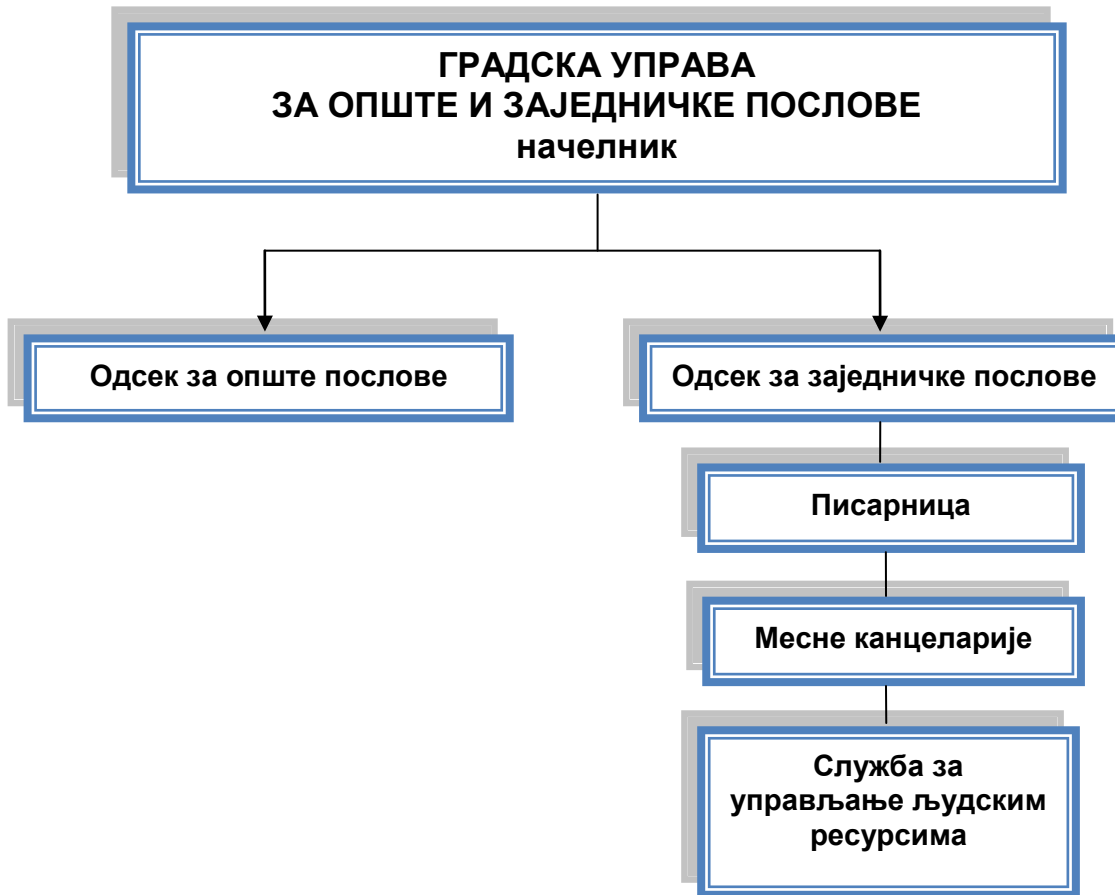 ГРАДСКА УПРАВА
ЗА ОПШТЕ И ЗАЈЕДНИЧКЕ ПОСЛОВЕ
начелник
Одсек за опште послове
Одсек за заједничке послове
Писарница
Месне канцеларије
Служба за
управљање људским
ресурсима